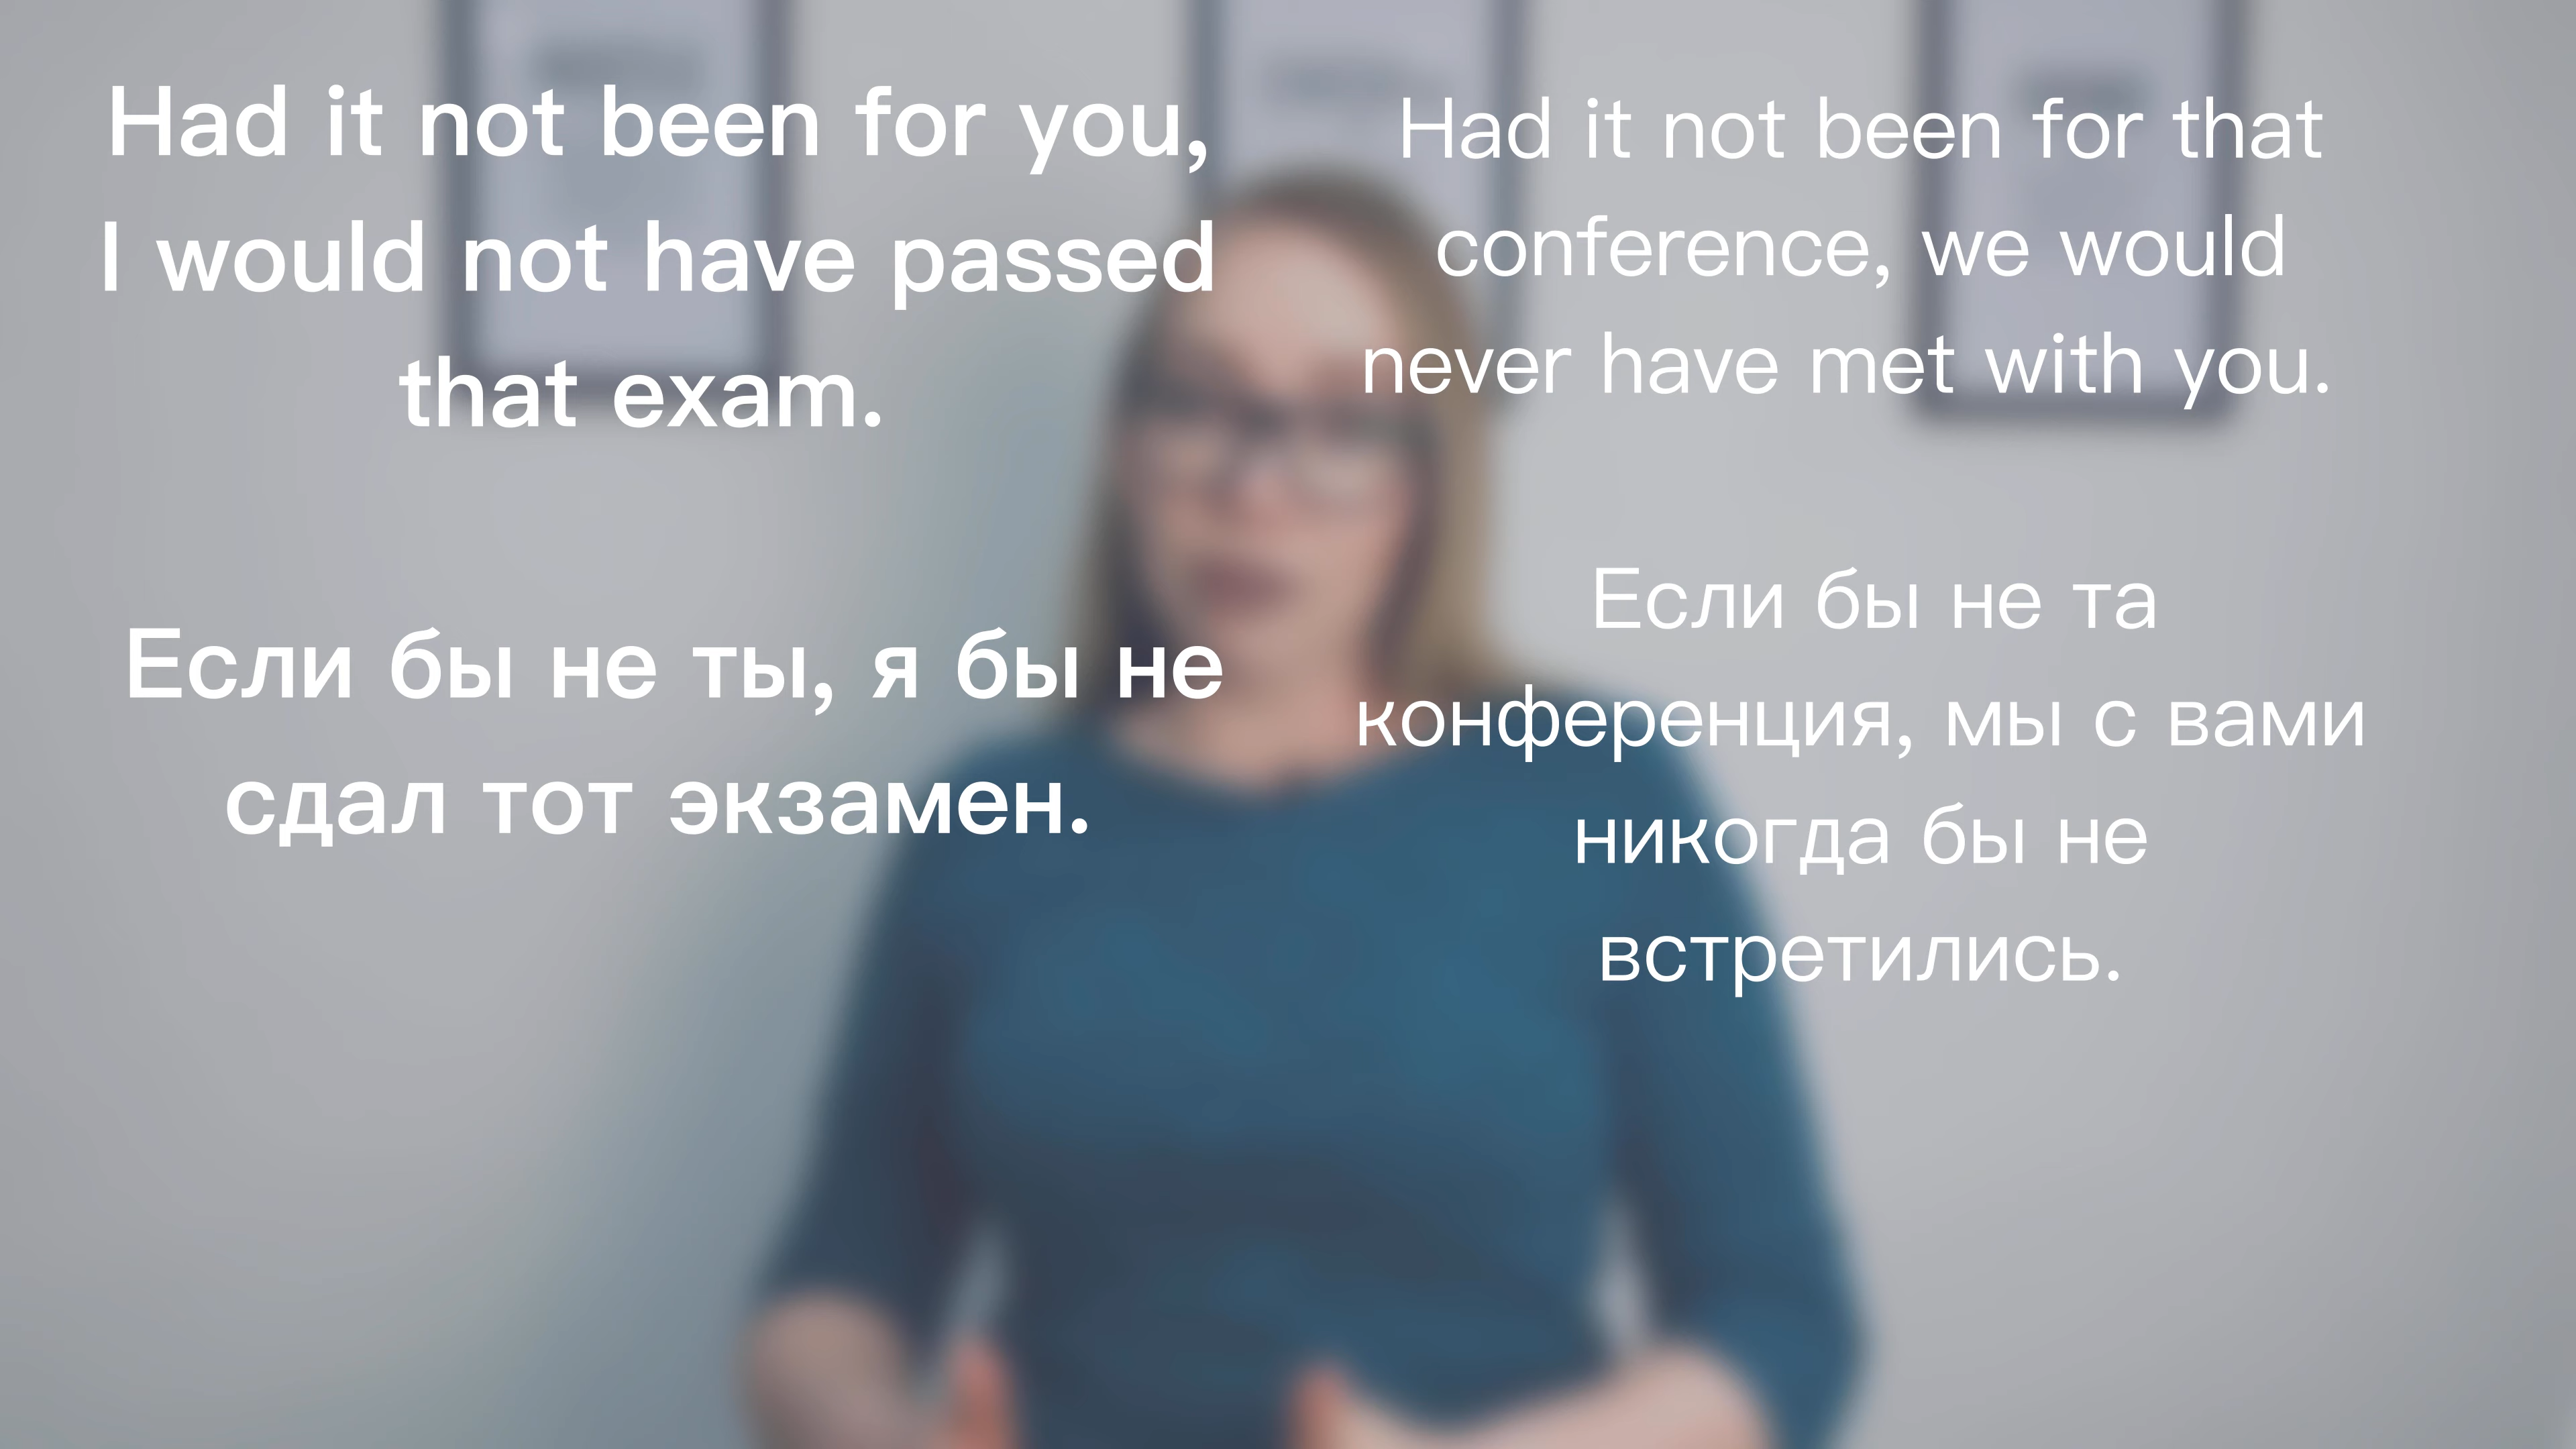 Had it not been for you,
I would not have passed
that exam.
Если бы не ты, я бы не
сдал тот экзамен.
Had it not been for that
conference, we would
never have met with you.
Если бы не та
конференция, мы с вами
никогда бы не
встретились.